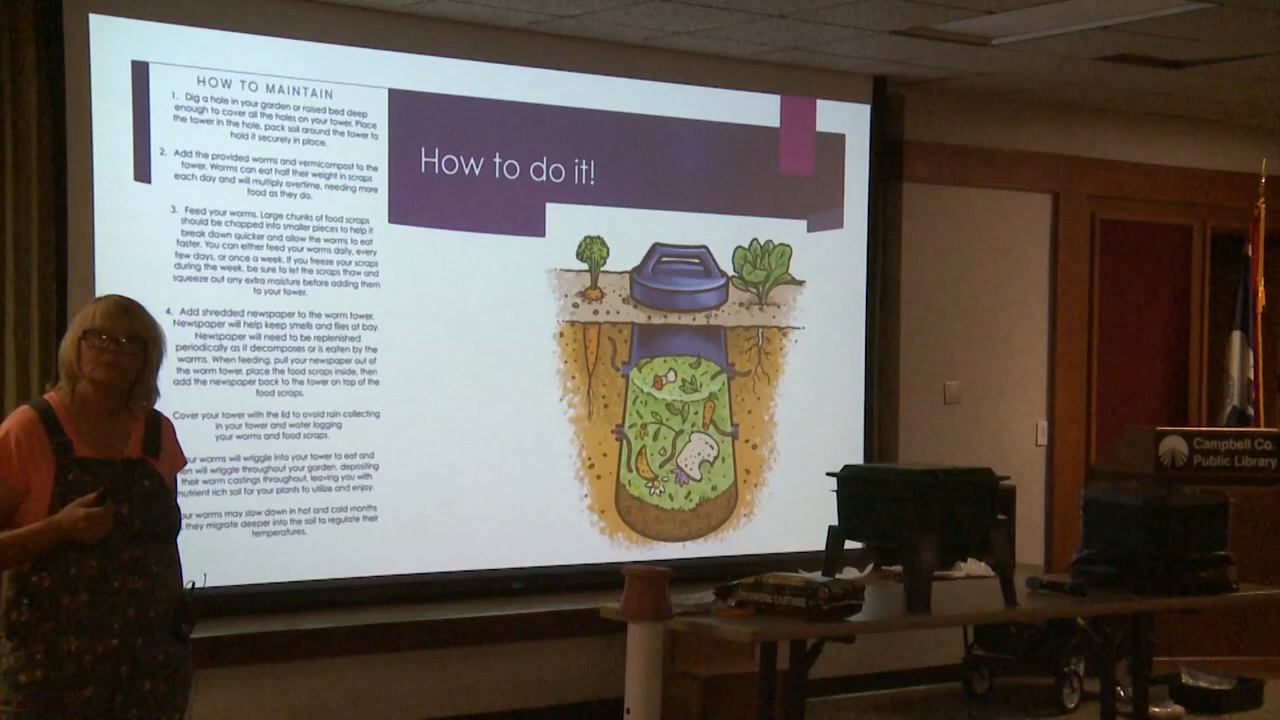 HOW TO MAINTAIN
1. Dig a hole in your garden or raised bed deep
enough to cover all the holes on your tower. Place
the tower in the hole, pack soil around the tower to
hold it securely in place.
2. Add the provided worms and vermicompost to the
tower. Worms can eat half their weight in scraps
each day and will multiply overtime, needing more
food as they do.
3. Feed your worms. Large chunks of food scraps
should be chopped into smaller pieces to help it
break down quicker and allow the worms to eat
faster. You can either feed your worms daily, every
few days, or once a week. If you freeze your scraps
during the week, be sure to let the scraps thaw and
squeeze out any extra moisture before adding them
to your tower.
4. Add shredded newspaper to the worm tower.
Newspaper will help keep smells and flies at bay.
Newspaper will need to be replenished
periodically as it decomposes or is eaten by the
worms. When feeding, pull your newspaper out of
the worm tower, place the food scraps inside, then
add the newspaper back to the tower on top of the
food scraps.
Cover your tower with the lid to avoid rain collecting
in your tower and water logging
your worms and food scraps.
worms will wriggle into your tower to eat and
will wriggle throughout your garden, depositing
their worm castings throughout, leaving you with
nutrient rich soil for your plants to utilize and enjoy.
worms may slow down in hot and cold months
they migrate deeper into the soil to regulate their
temperatures.
How to do it!
Campbell Co.
Public Library
CASTINGS